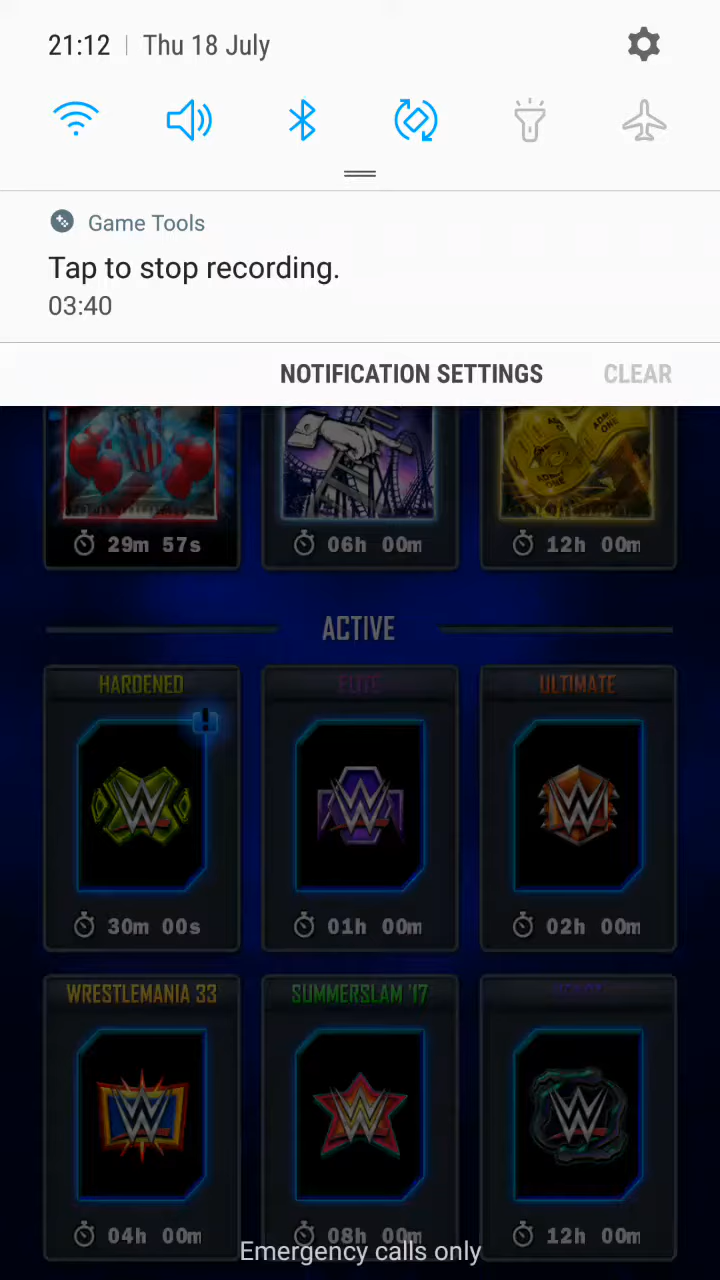 21:12 | Thu 18 July
Game Tools
Tap to stop recording.
03:40
NOTIFICATION SETTINGS CLEAR
29m 57s 06h 00m 12h 00m
ACTIVE
HARDENED ELITE ULTIMATE
30m 00s 01h 00m 02h 00m
WRESTLEMANIA 33 SUMMERSLAM '17
04h 00m 08h 00m 12h 00m
Emergency calls only